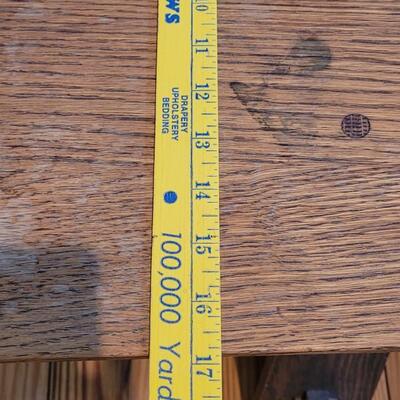 WS
DRAPERY
UPHOLSTERY
BEDDING
100,000 Yard
10
11
12
13
14
15
16
17